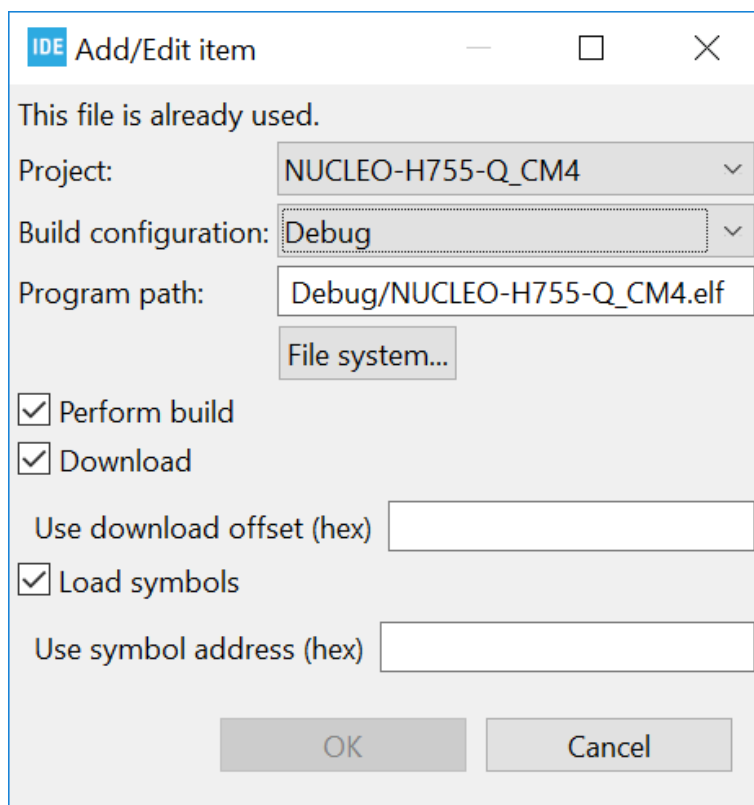 IDE Add/Edit item
This file is already used.
Project: NUCLEO-H755-Q_CM4
Build configuration: Debug
Program path: Debug/NUCLEO-H755-Q_CM4.elf
File system...
Perform build
Download
Use download offset (hex)
Load symbols
Use symbol address (hex)
OK Cancel